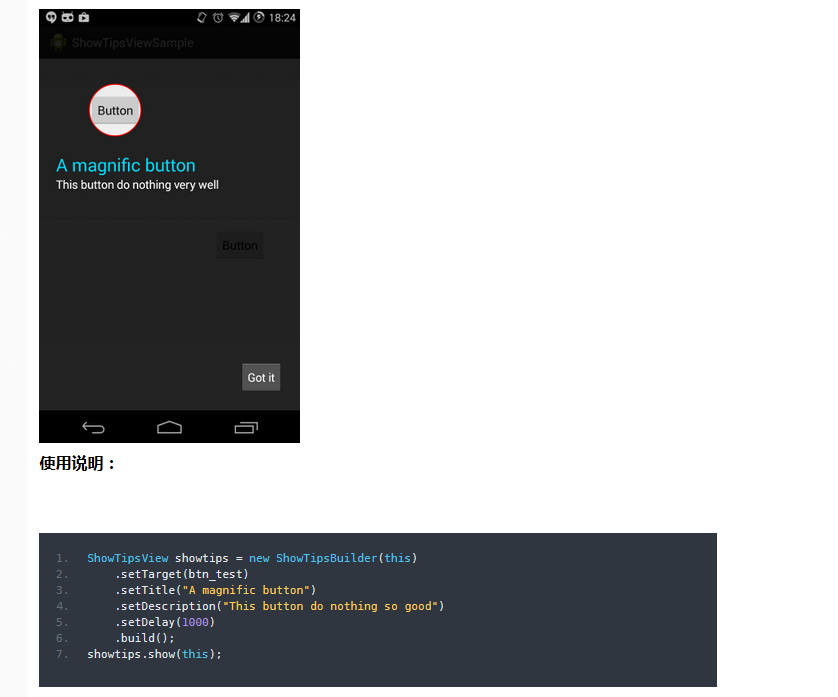 18:24
ShowTipsViewSample
Button
A magnific button
This button do nothing very well
Button
Got it
使用说明：
1. ShowTipsView showtips = new ShowTipsBuilder(this)
2. .setTarget(btn_test)
3. .setTitle("A magnific button")
4. .setDescription("This button do nothing so good")
5. .setDelay(1000)
6. .build();
7. showtips.show(this);